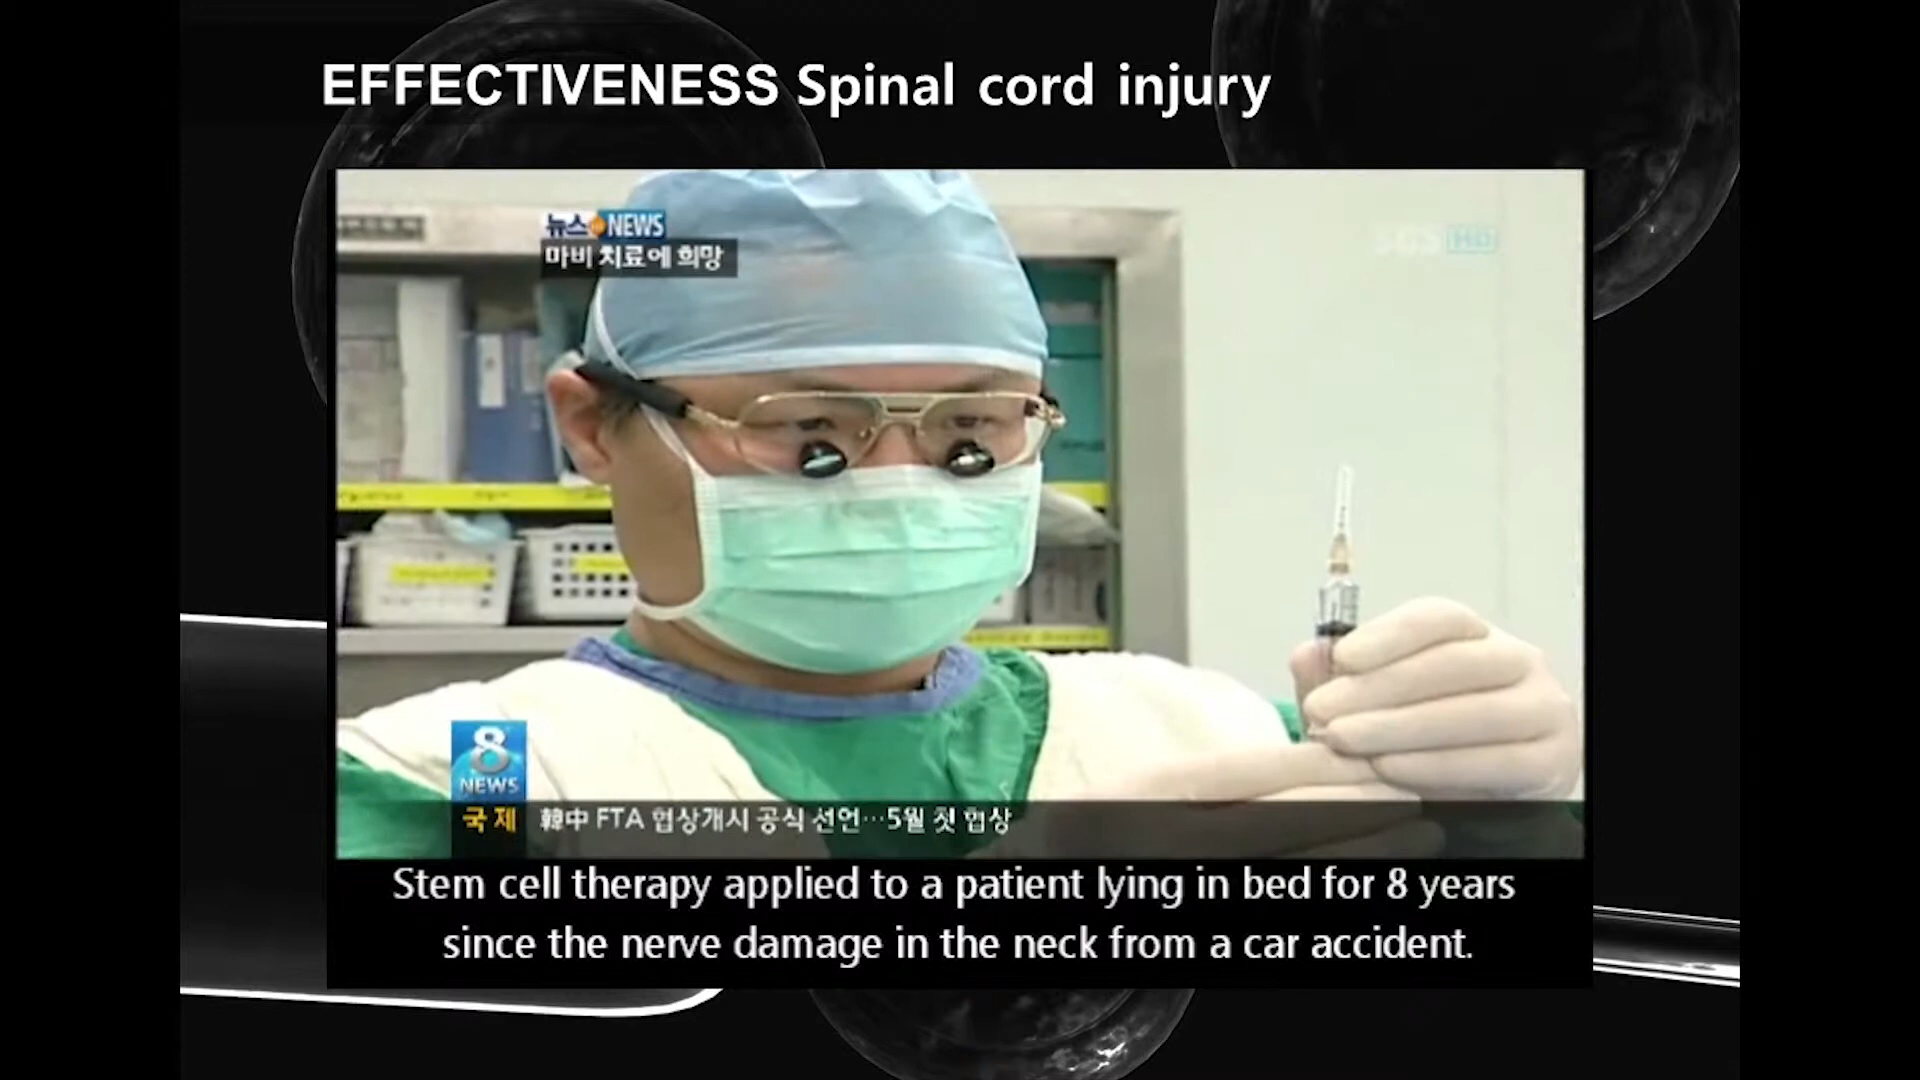 EFFECTIVENESS Spinal cord injury
뉴스 NEWS
마비 치료에 희망
HD
8
NEWS
국제 韓中 FTA 협상개시 공식 선언…5월 첫 협상
Stem cell therapy applied to a patient lying in bed for 8 years
since the nerve damage in the neck from a car accident.